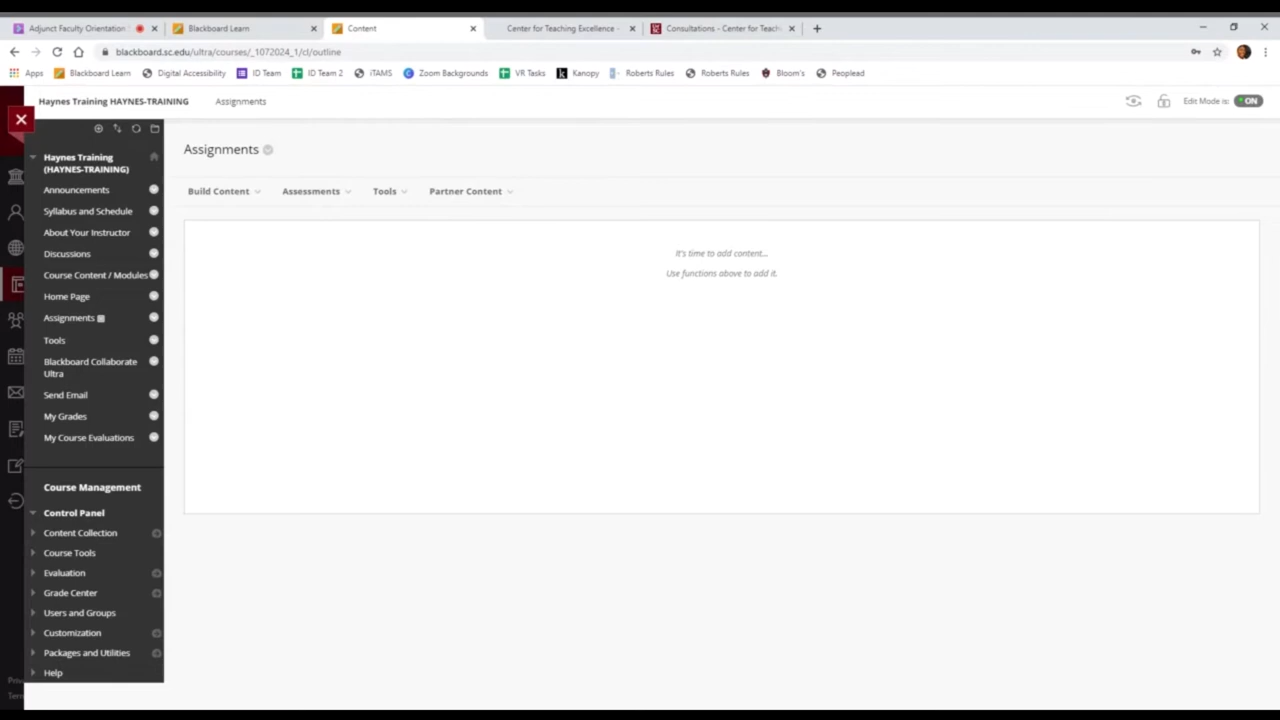 Adjunct Faculty Orientation
Blackboard Learn
Content
Center for Teaching Excellence -
Consultations - Center for Teach
blackboard.sc.edu/ultra/courses/_1072024_1/cl/outline
Apps
Blackboard Learn
Digital Accessibility
ID Team
ID Team 2
iTAMS
Zoom Backgrounds
VR Tasks
Kanopy
Roberts Rules
Roberts Rules
Bloom's
Peoplead
Haynes Training HAYNES-TRAINING
Assignments
Edit Mode is:
ON
Haynes Training
(HAYNES-TRAINING)
Announcements
Syllabus and Schedule
About Your Instructor
Discussions
Course Content / Modules
Home Page
Assignments
Tools
Blackboard Collaborate
Ultra
Send Email
My Grades
My Course Evaluations
Course Management
Control Panel
Content Collection
Course Tools
Evaluation
Grade Center
Users and Groups
Customization
Packages and Utilities
Help
Assignments
Build Content
Assessments
Tools
Partner Content
It's time to add content...
Use functions above to add it.